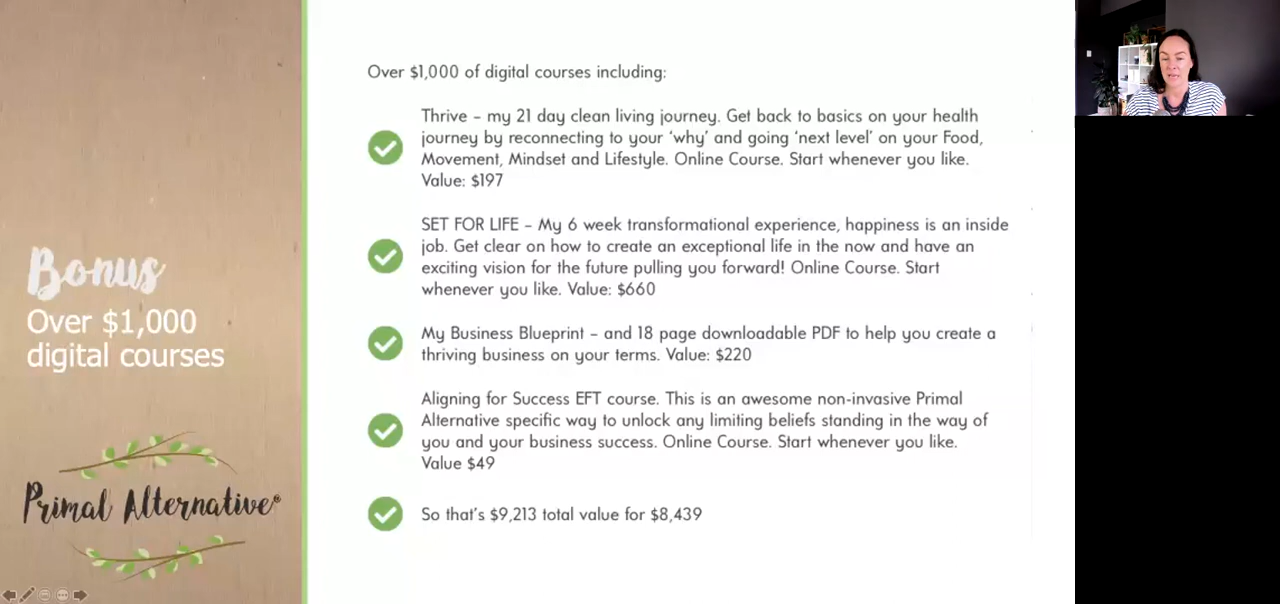 Bonus
Over $1,000
digital courses
Primal Alternative®
Over $1,000 of digital courses including:
Thrive – my 21 day clean living journey. Get back to basics on your health
journey by reconnecting to your ‘why’ and going ‘next level’ on your Food,
Movement, Mindset and Lifestyle. Online Course. Start whenever you like.
Value: $197
SET FOR LIFE – My 6 week transformational experience, happiness is an inside
job. Get clear on how to create an exceptional life in the now and have an
exciting vision for the future pulling you forward! Online Course. Start
whenever you like. Value: $660
My Business Blueprint – and 18 page downloadable PDF to help you create a
thriving business on your terms. Value: $220
Aligning for Success EFT course. This is an awesome non-invasive Primal
Alternative specific way to unlock any limiting beliefs standing in the way of
you and your business success. Online Course. Start whenever you like.
Value $49
So that’s $9,213 total value for $8,439